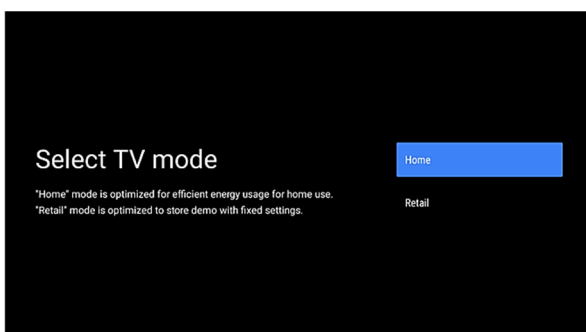 Select TV mode
"Home" mode is optimized for efficient energy usage for home use.
"Retail" mode is optimized to store demo with fixed settings.
Home
Retail